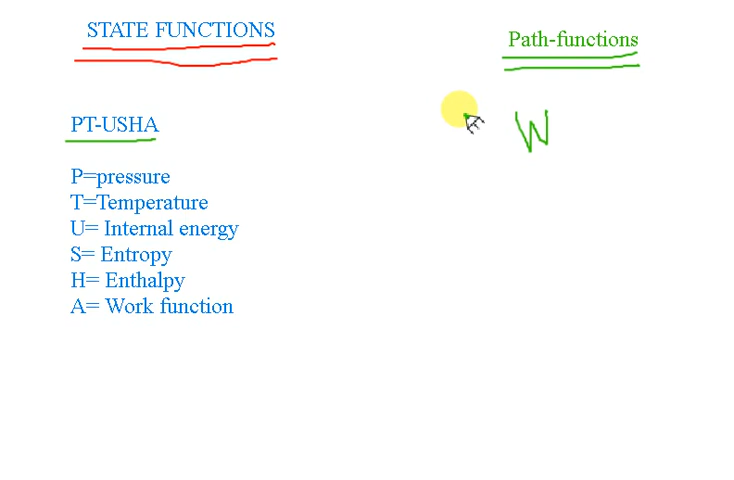 STATE FUNCTIONS
Path-functions
PT-USHA
W
P=pressure
T=Temperature
U= Internal energy
S= Entropy
H= Enthalpy
A= Work function